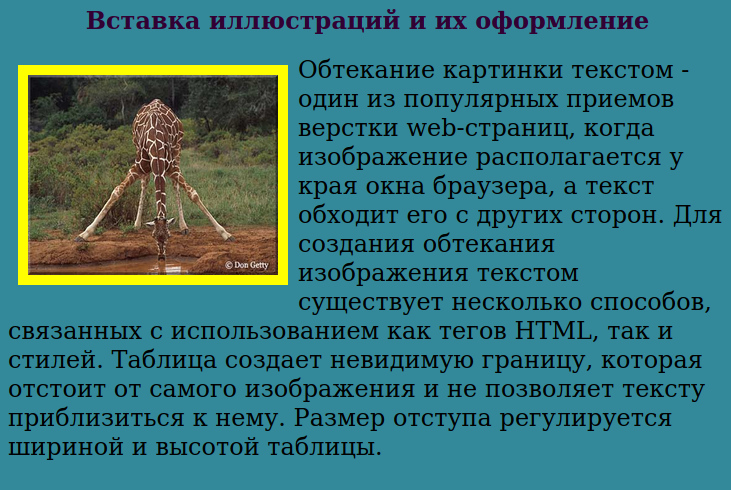 Вставка иллюстраций и их оформление
Обтекание картинки текстом -
один из популярных приемов
верстки web-страниц, когда
изображение располагается у
края окна браузера, а текст
обходит его с других сторон. Для
создания обтекания
изображения текстом
существует несколько способов,
связанных с использованием как тегов HTML, так и
стилей. Таблица создает невидимую границу, которая
отстоит от самого изображения и не позволяет тексту
приблизиться к нему. Размер отступа регулируется
шириной и высотой таблицы.
© Don Getty